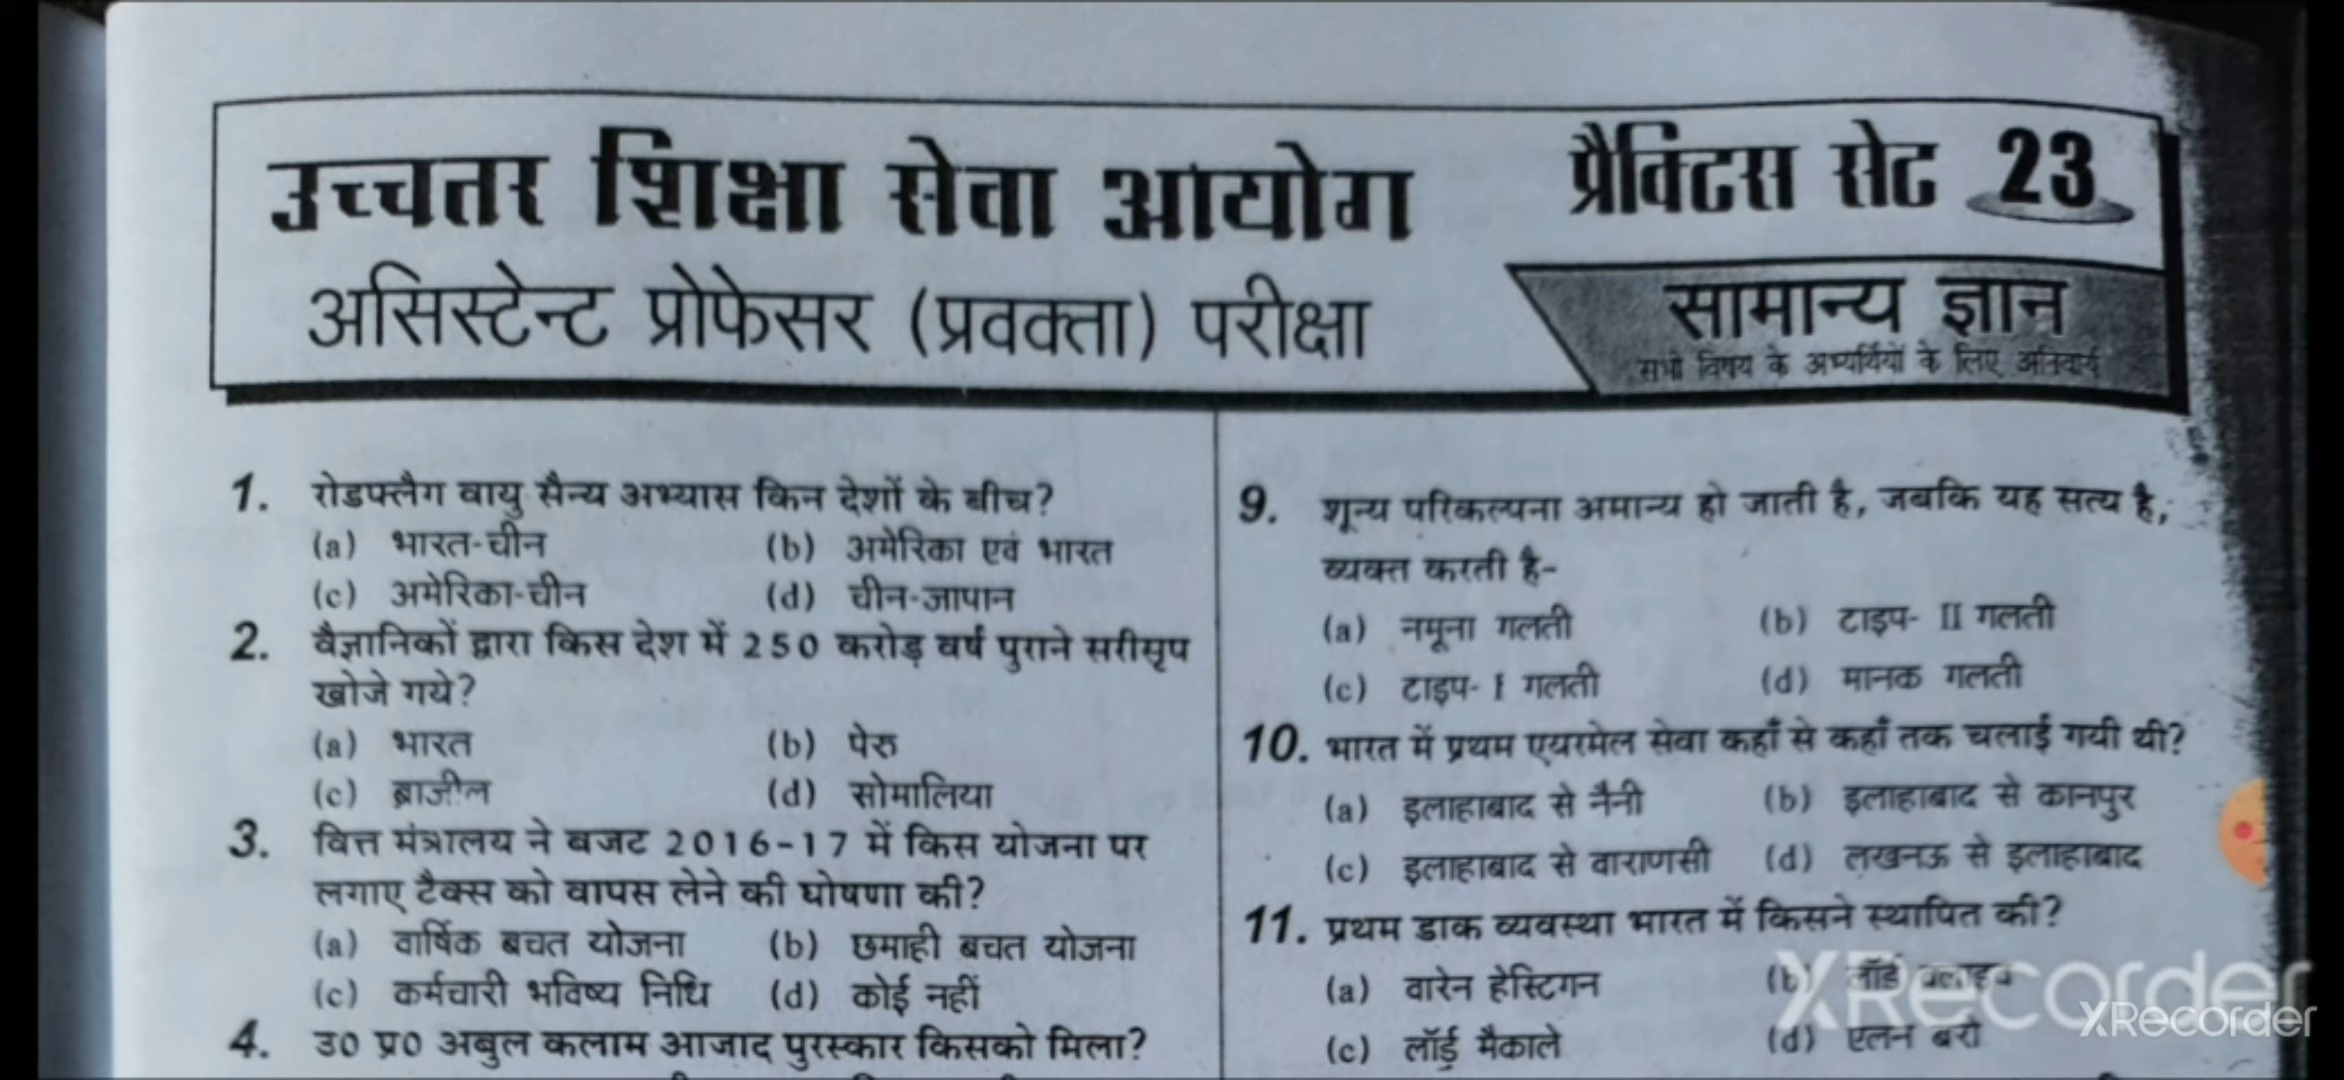 उच्चतर शिक्षा सेवा आयोग
असिस्टेन्ट प्रोफेसर (प्रवक्ता) परीक्षा
प्रैक्टिस सेट 23
सामान्य ज्ञान
सभी विषय के अभ्यर्थियों के लिए अनिवार्य
1. रोडफ्लैग वायु सैन्य अभ्यास किन देशों के बीच?
(a) भारत-चीन (b) अमेरिका एवं भारत
(c) अमेरिका-चीन (d) चीन-जापान
2. वैज्ञानिकों द्वारा किस देश में 250 करोड़ वर्ष पुराने सरीसृप
खोजे गये?
(a) भारत (b) पेरू
(c) ब्राजील (d) सोमालिया
3. वित्त मंत्रालय ने बजट 2016-17 में किस योजना पर
लगाए टैक्स को वापस लेने की घोषणा की?
(a) वार्षिक बचत योजना (b) छमाही बचत योजना
(c) कर्मचारी भविष्य निधि (d) कोई नहीं
4. उ0 प्र0 अबुल कलाम आजाद पुरस्कार किसको मिला?
9. शून्य परिकल्पना अमान्य हो जाती है, जबकि यह सत्य है,
व्यक्त करती है-
(a) नमूना गलती (b) टाइप- II गलती
(c) टाइप- I गलती (d) मानक गलती
10. भारत में प्रथम एयरमेल सेवा कहाँ से कहाँ तक चलाई गयी थी?
(a) इलाहाबाद से नैनी (b) इलाहाबाद से कानपुर
(c) इलाहाबाद से वाराणसी (d) लखनऊ से इलाहाबाद
11. प्रथम डाक व्यवस्था भारत में किसने स्थापित की?
(a) वारेन हेस्टिगन (b) लॉर्ड क्लाइव
(c) लॉर्ड मैकाले (d) एलन बरो
XRecorder
XRecorder